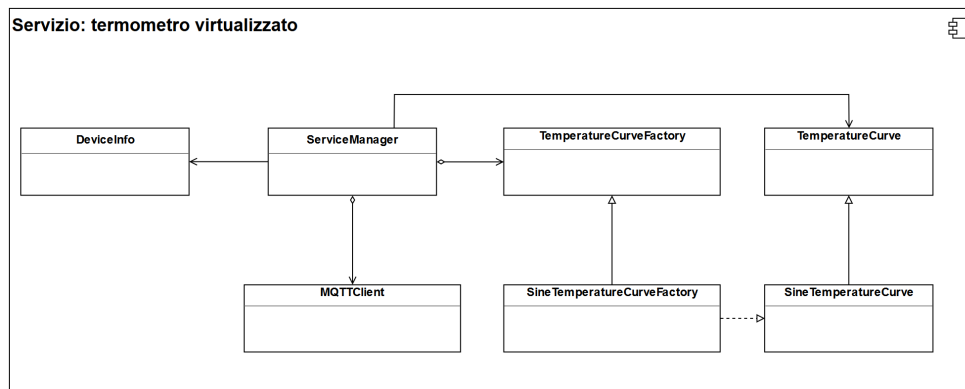 Servizio: termometro virtualizzato
DeviceInfo
ServiceManager
TemperatureCurveFactory
TemperatureCurve
MQTTClient
SineTemperatureCurveFactory
SineTemperatureCurve